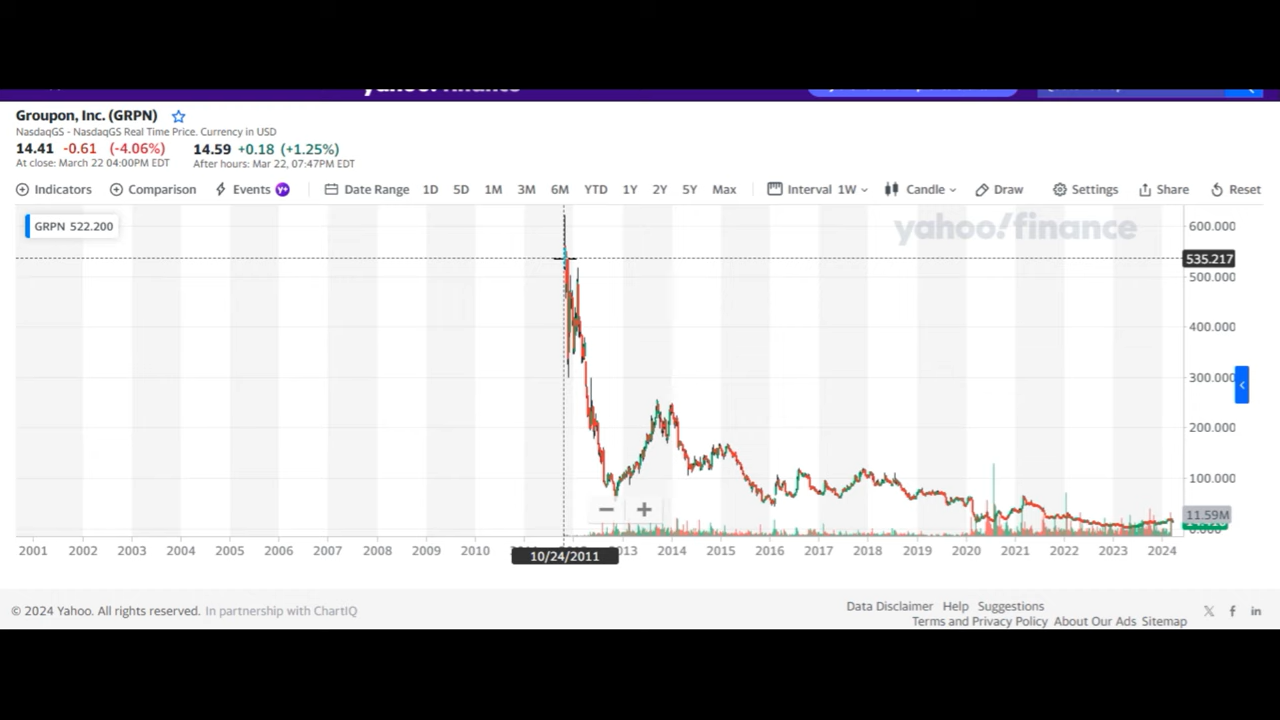 Groupon, Inc. (GRPN)
NasdaqGS - NasdaqGS Real Time Price. Currency in USD
14.41 -0.61 (-4.06%) 14.59 +0.18 (+1.25%)
At close: March 22 04:00PM EDT After hours: Mar 22, 07:47PM EDT
Indicators Comparison Events Y+ Date Range 1D 5D 1M 3M 6M YTD 1Y 2Y 5Y Max Interval 1W Candle Draw Settings Share Reset
GRPN 522.200
yahoo!finance
600.000
535.217
500.000
400.000
300.000
200.000
100.000
11.59M
2001 2002 2003 2004 2005 2006 2007 2008 2009 2010 013 2014 2015 2016 2017 2018 2019 2020 2021 2022 2023 2024
10/24/2011
© 2024 Yahoo. All rights reserved. In partnership with ChartIQ
Data Disclaimer Help Suggestions
Terms and Privacy Policy About Our Ads Sitemap